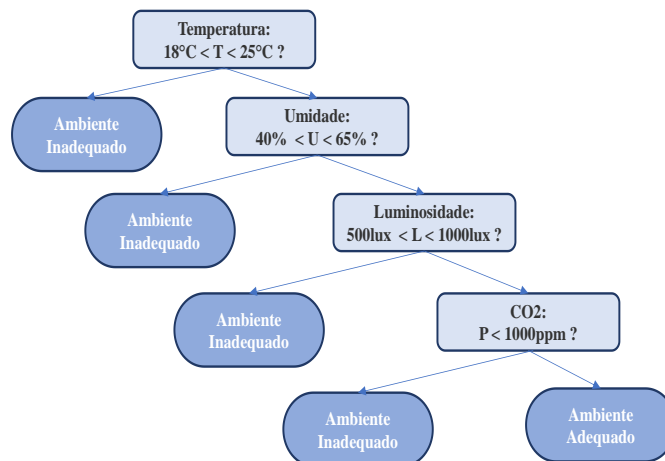 Temperatura:
18°C < T < 25°C ?
Ambiente
Inadequado
Umidade:
40% < U < 65% ?
Ambiente
Inadequado
Luminosidade:
500lux < L < 1000lux ?
Ambiente
Inadequado
CO2:
P < 1000ppm ?
Ambiente
Inadequado
Ambiente
Adequado